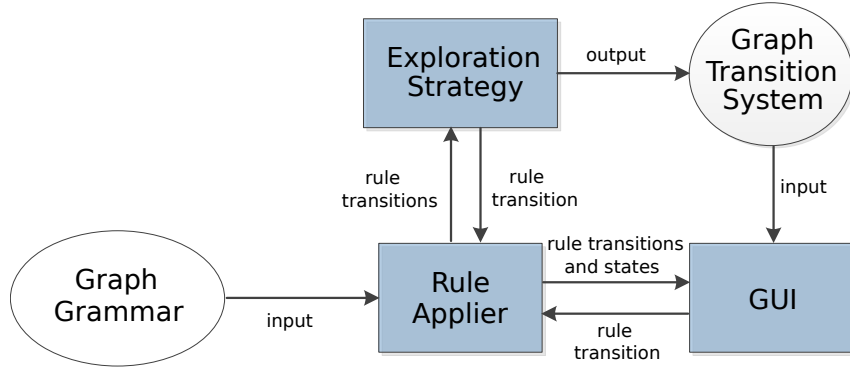 Exploration
Strategy
output
Graph
Transition
System
rule
transitions
rule
transition
input
Graph
Grammar
input
Rule
Applier
rule transitions
and states
rule
transition
GUI